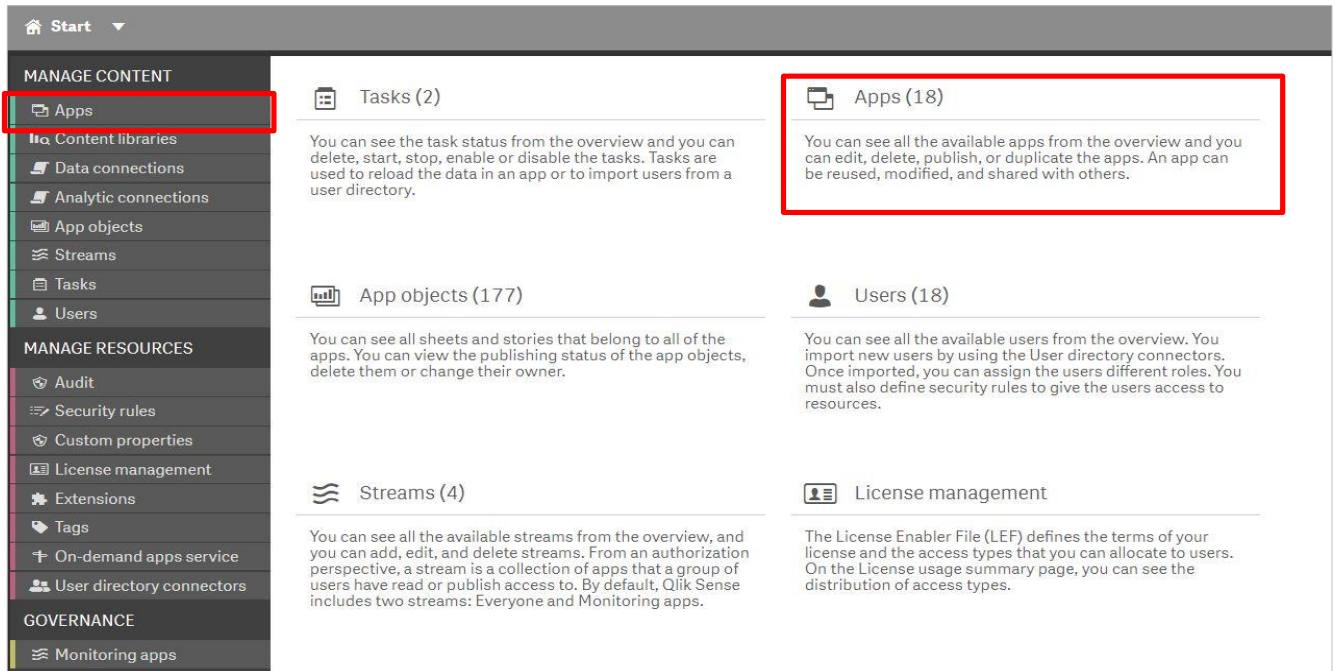 Start
MANAGE CONTENT
Apps
Content libraries
Data connections
Analytic connections
App objects
Streams
Tasks
Users
MANAGE RESOURCES
Audit
Security rules
Custom properties
License management
Extensions
Tags
On-demand apps service
User directory connectors
GOVERNANCE
Monitoring apps
Tasks (2)
You can see the task status from the overview and you can
delete, start, stop, enable or disable the tasks. Tasks are
used to reload the data in an app or to import users from a
user directory.
Apps (18)
You can see all the available apps from the overview and you
can edit, delete, publish, or duplicate the apps. An app can
be reused, modified, and shared with others.
App objects (177)
You can see all sheets and stories that belong to all of the
apps. You can view the publishing status of the app objects,
delete them or change their owner.
Users (18)
You can see all the available users from the overview. You
import new users by using the User directory connectors.
Once imported, you can assign the users different roles. You
must also define security rules to give the users access to
resources.
Streams (4)
You can see all the available streams from the overview, and
you can add, edit, and delete streams. From an authorization
perspective, a stream is a collection of apps that a group of
users have read or publish access to. By default, Qlik Sense
includes two streams: Everyone and Monitoring apps.
License management
The License Enabler File (LEF) defines the terms of your
license and the access types that you can allocate to users.
On the License usage summary page, you can see the
distribution of access types.